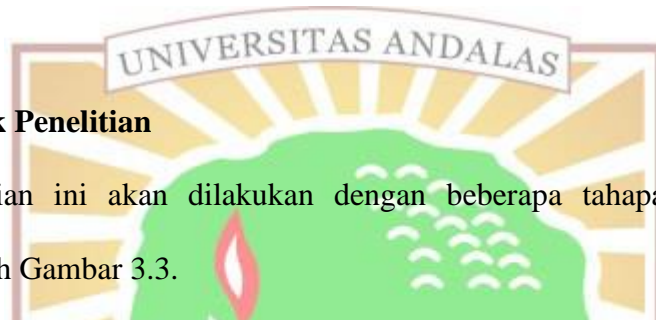 UNIVERSITAS ANDALAS
k Penelitian
ian ini akan dilakukan dengan beberapa tahapa
h Gambar 3.3.